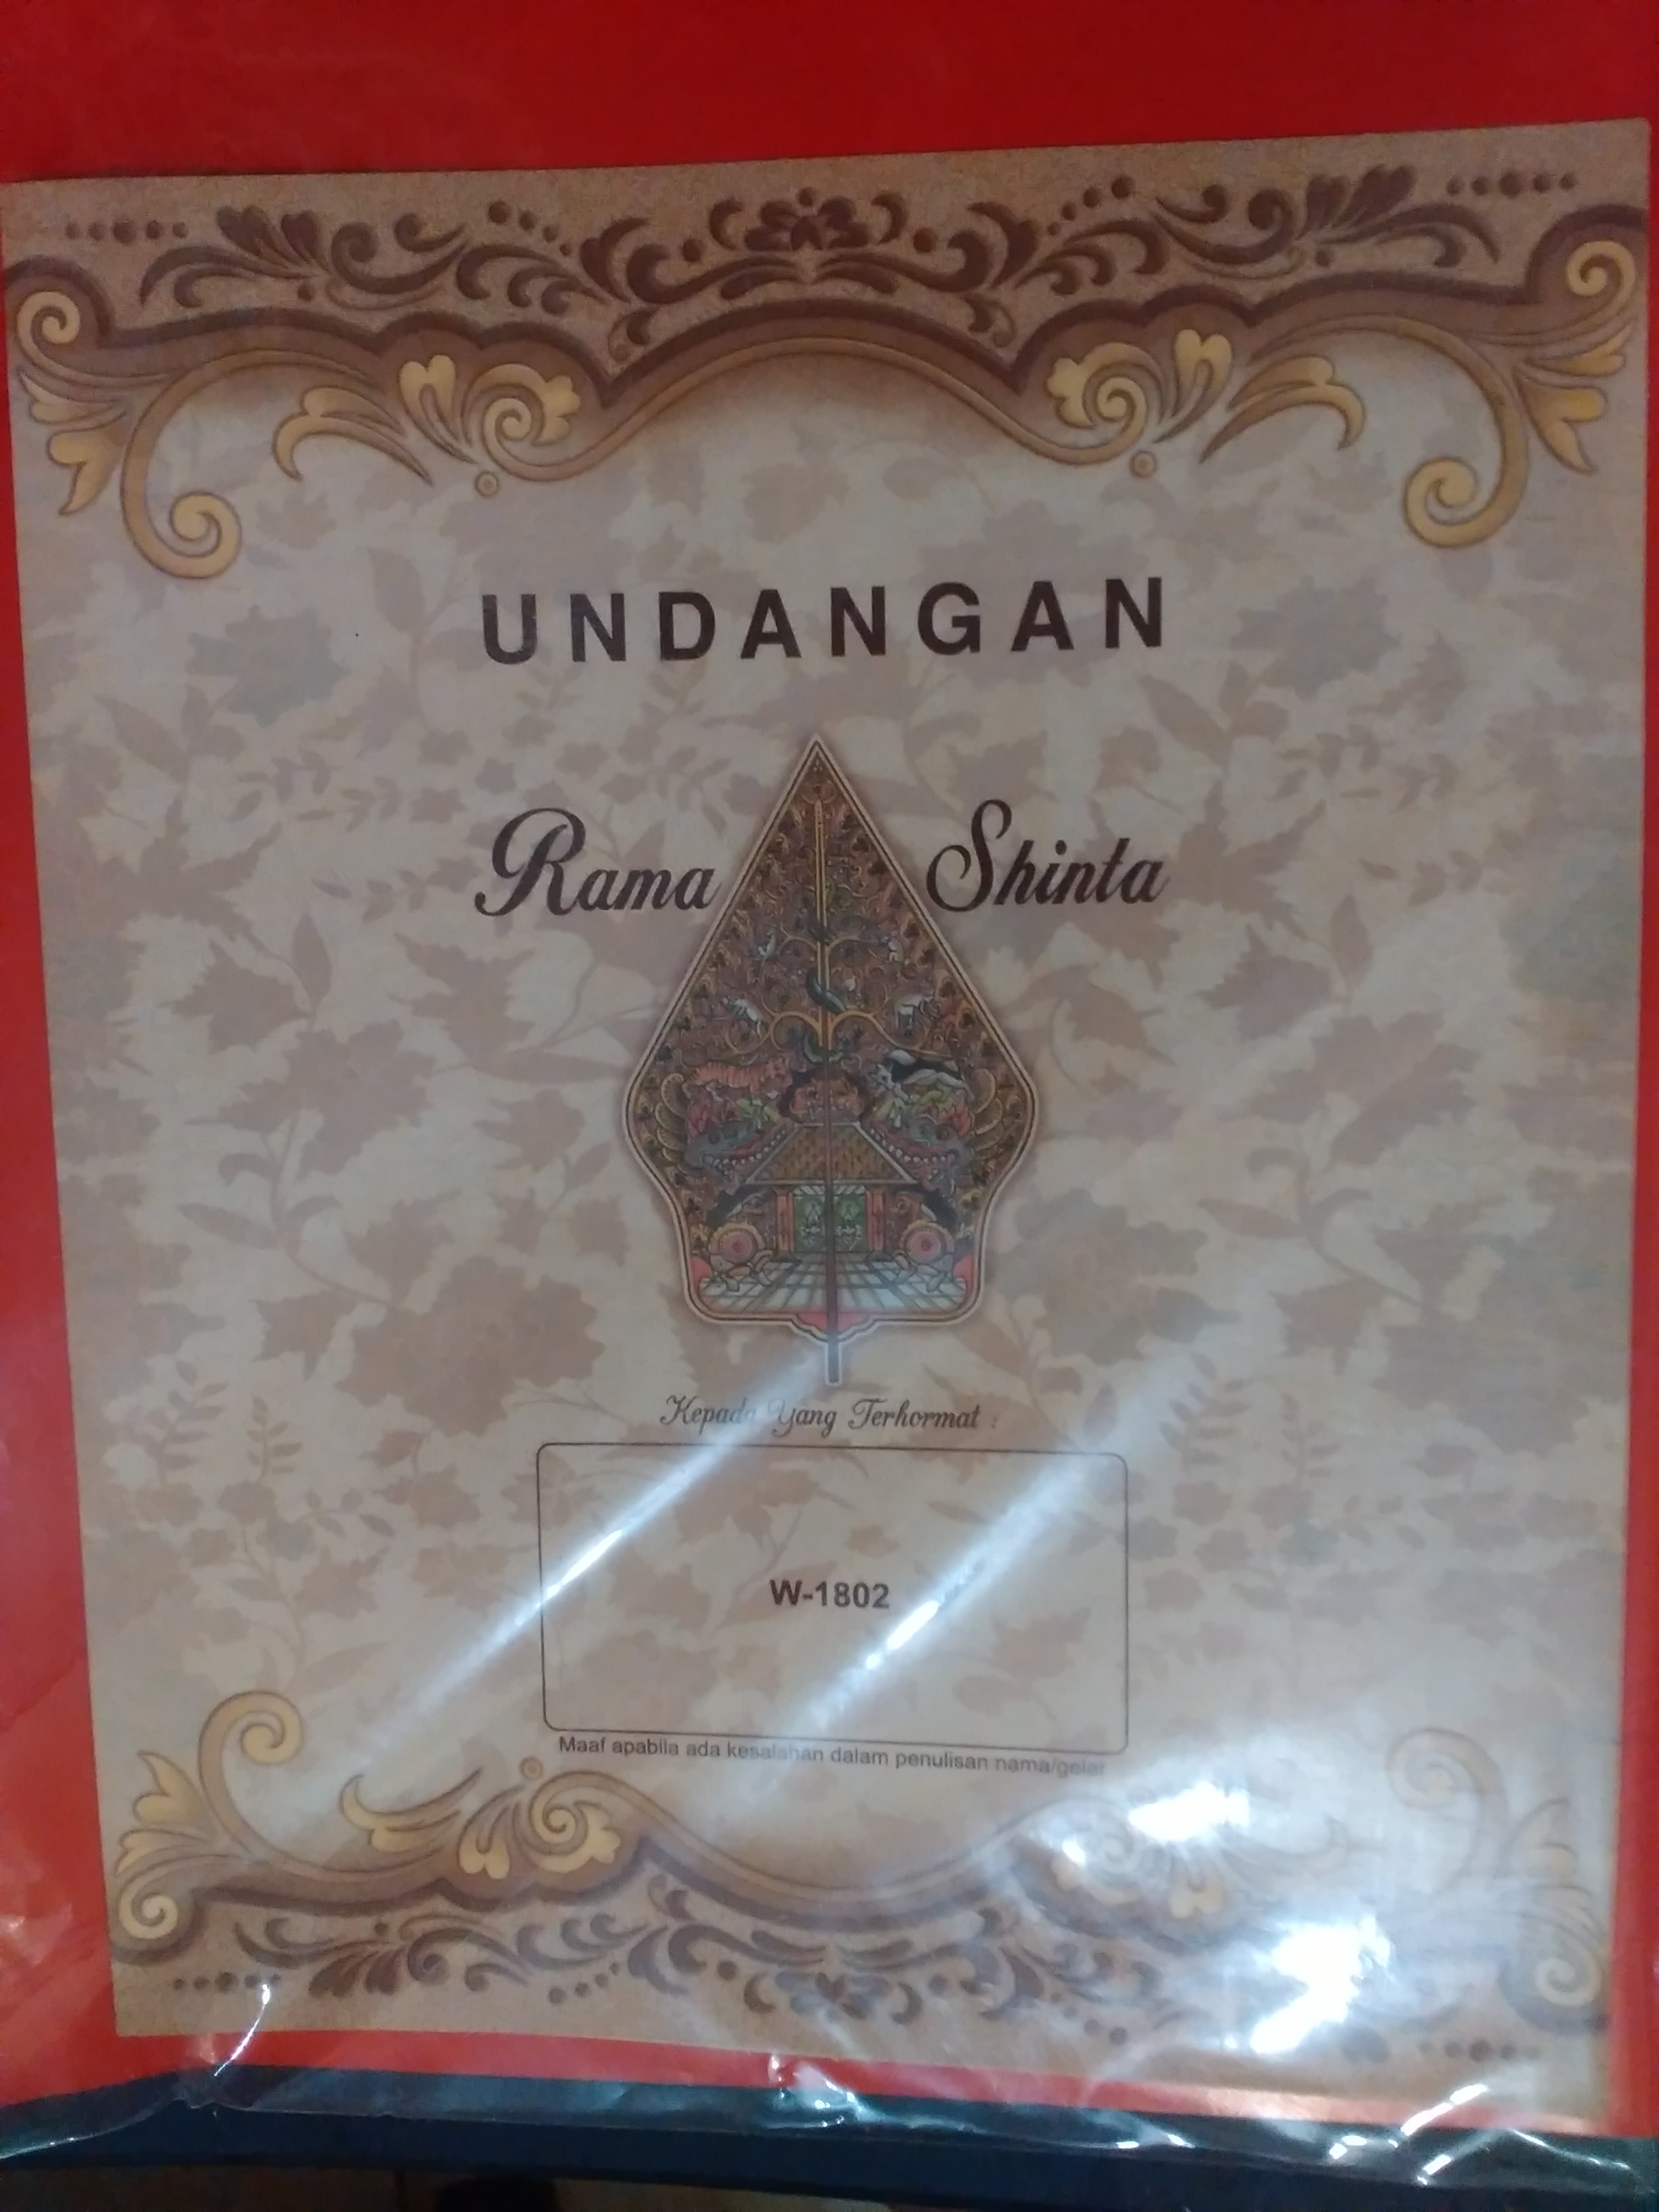 UNDANGAN
Rama Shinta
Kepada Yang Terhormat :
W-1802
Maaf apabila ada kesalahan dalam penulisan nama/gelar